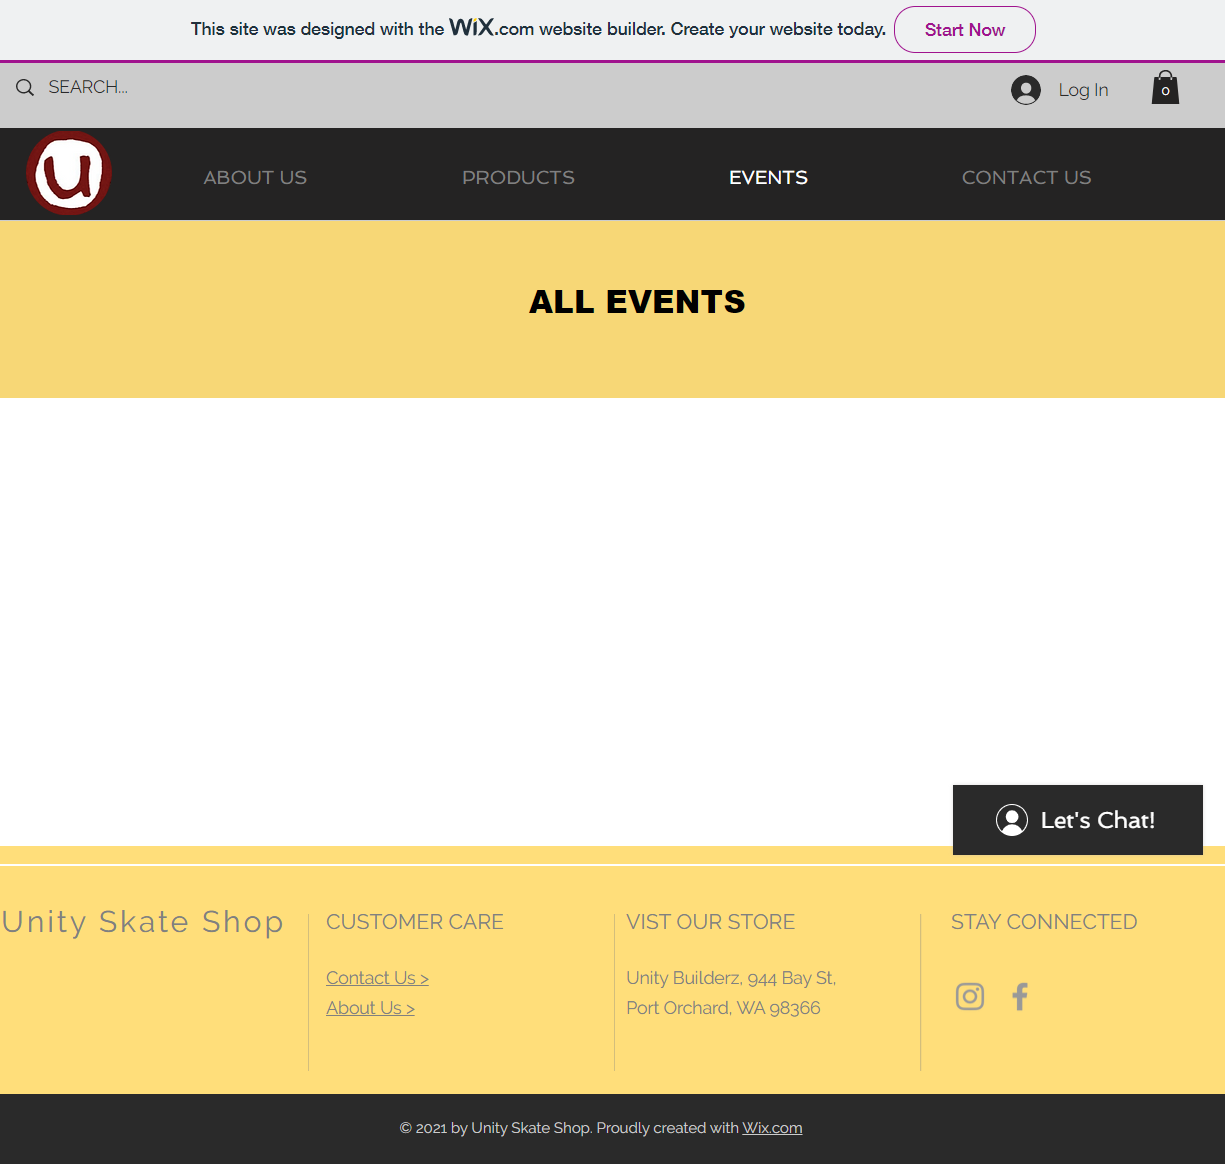 This site was designed with the WiX.com website builder. Create your website today.
Start Now
SEARCH...
Log In
0
u
ABOUT US
PRODUCTS
EVENTS
CONTACT US
ALL EVENTS
Let's Chat!
Unity Skate Shop
CUSTOMER CARE
Contact Us >
About Us >
VIST OUR STORE
Unity Builderz, 944 Bay St,
Port Orchard, WA 98366
STAY CONNECTED
© 2021 by Unity Skate Shop. Proudly created with Wix.com